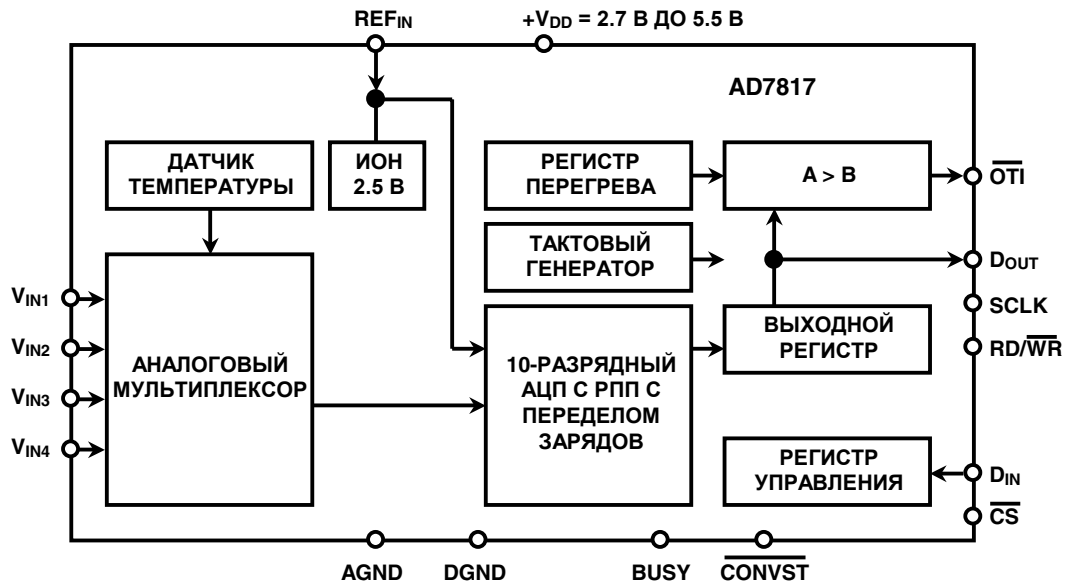 REFIN
+VDD = 2.7 В ДО 5.5 В
AD7817
ДАТЧИК
ТЕМПЕРАТУРЫ
ИОН
2.5 В
РЕГИСТР
ПЕРЕГРЕВА
A > B
OTI
ТАКТОВЫЙ
ГЕНЕРАТОР
DOUT
VIN1
VIN2
VIN3
VIN4
АНАЛОГОВЫЙ
МУЛЬТИПЛЕКСОР
10-РАЗРЯДНЫЙ
АЦП С РПП С
ПЕРЕДЕЛОМ
ЗАРЯДОВ
ВЫХОДНОЙ
РЕГИСТР
SCLK
RD/WR
РЕГИСТР
УПРАВЛЕНИЯ
DIN
CS
AGND
DGND
BUSY
CONVST